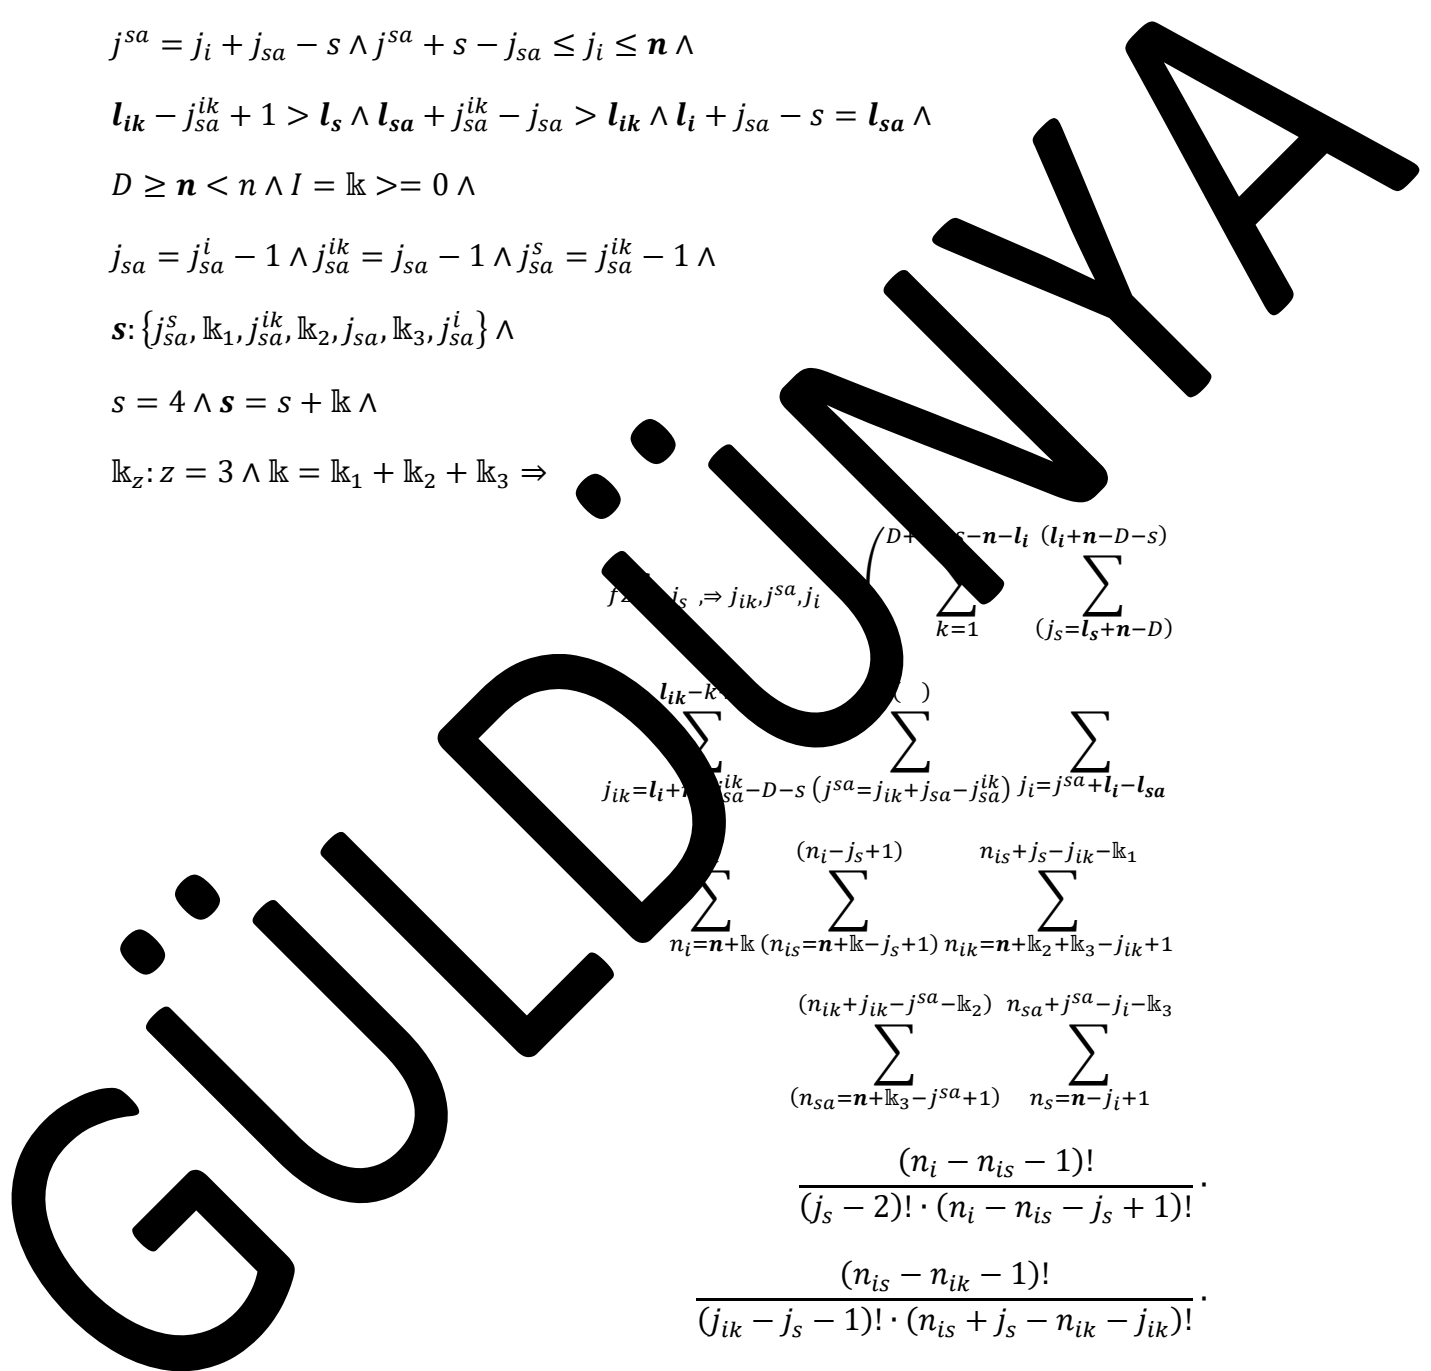 j^{sa} = j_i + j_{sa} − s ∧ j^{sa} + s − j_{sa} ≤ j_i ≤ n ∧
l_{ik} − j_{sa}^{ik} + 1 > l_s ∧ l_{sa} + j_{sa}^{ik} − j_{sa} > l_{ik} ∧ l_i + j_{sa} − s = l_{sa} ∧
D ≥ n < n ∧ I = 𝕜 >= 0 ∧
j_{sa} = j_{sa}^{i} − 1 ∧ j_{sa}^{ik} = j_{sa} − 1 ∧ j_{sa}^{s} = j_{sa}^{ik} − 1 ∧
s: {j_{sa}^{s}, 𝕜_1, j_{sa}^{ik}, 𝕜_2, j_{sa}, 𝕜_3, j_{sa}^{i}} ∧
s = 4 ∧ s = s + 𝕜 ∧
𝕜_z: z = 3 ∧ 𝕜 = 𝕜_1 + 𝕜_2 + 𝕜_3 ⇒
−n−l_i (l_i+n−D−s)
j_s ,⇒ j_{ik}, j^{sa}, j_i ∑ ∑
k=1 (j_s=l_s+n−D)
l_{ik}−k ( )
∑ ∑ ∑
j_{ik}=l_i+ −D−s (j^{sa}=j_{ik}+j_{sa}−j_{sa}^{ik}) j_i=j^{sa}+l_i−l_{sa}
(n_i−j_s+1) n_{is}+j_s−j_{ik}−𝕜_1
∑ ∑ ∑
n_i=n+𝕜 (n_{is}=n+𝕜−j_s+1) n_{ik}=n+𝕜_2+𝕜_3−j_{ik}+1
(n_{ik}+j_{ik}−j^{sa}−𝕜_2) n_{sa}+j^{sa}−j_i−𝕜_3
∑ ∑
(n_{sa}=n+𝕜_3−j^{sa}+1) n_s=n−j_i+1
(n_i − n_{is} − 1)!
(j_s − 2)! · (n_i − n_{is} − j_s + 1)! ·
(n_{is} − n_{ik} − 1)!
(j_{ik} − j_s − 1)! · (n_{is} + j_s − n_{ik} − j_{ik})! ·
GÜLDÜNYA